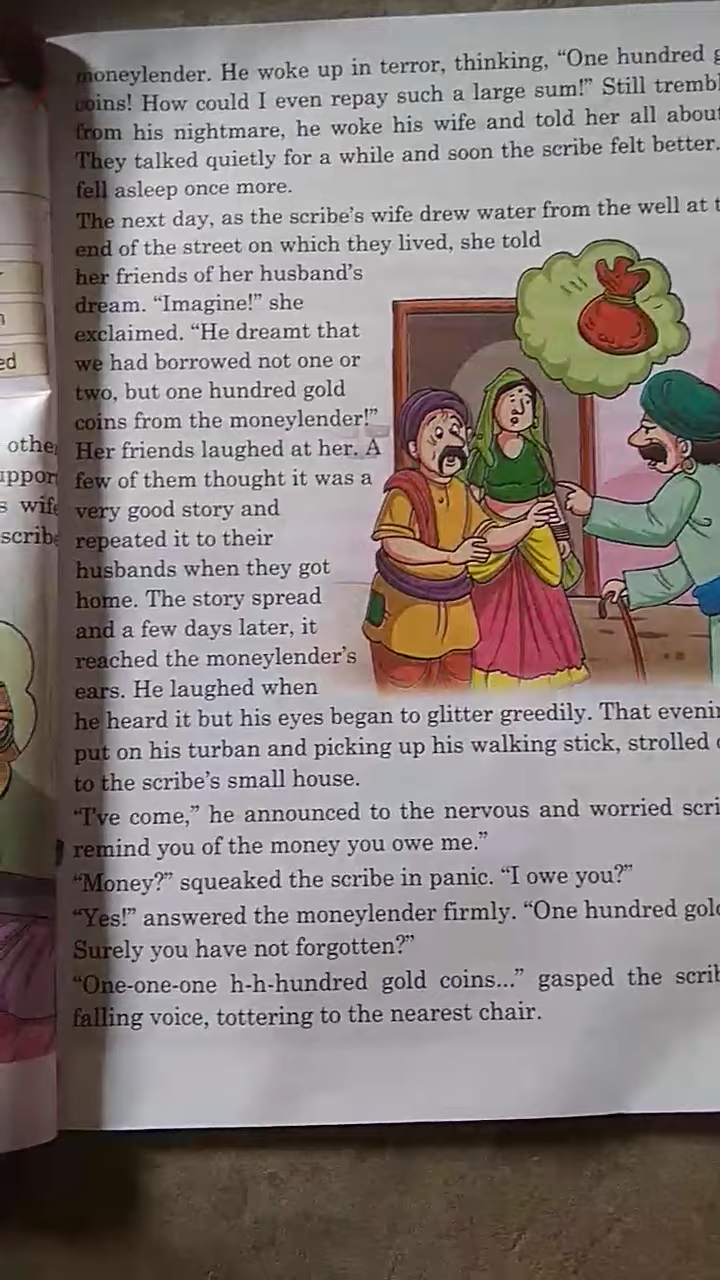 moneylender. He woke up in terror, thinking, “One hundred
coins! How could I even repay such a large sum!” Still
from his nightmare, he woke his wife and told her all about
They talked quietly for a while and soon the scribe felt better.
fell asleep once more.
The next day, as the scribe’s wife drew water from the well at
end of the street on which they lived, she told
her friends of her husband’s
dream. “Imagine!” she
exclaimed. “He dreamt that
we had borrowed not one or
two, but one hundred gold
coins from the moneylender!”
Her friends laughed at her. A
few of them thought it was a
very good story and
repeated it to their
husbands when they got
home. The story spread
and a few days later, it
reached the moneylender’s
ears. He laughed when
he heard it but his eyes began to glitter greedily. That
put on his turban and picking up his walking stick, strolled
to the scribe’s small house.
“I’ve come,” he announced to the nervous and worried
remind you of the money you owe me.”
“Money?” squeaked the scribe in panic. “I owe you?”
“Yes!” answered the moneylender firmly. “One hundred
Surely you have not forgotten?”
“One-one-one h-h-hundred gold coins...” gasped the
falling voice, tottering to the nearest chair.